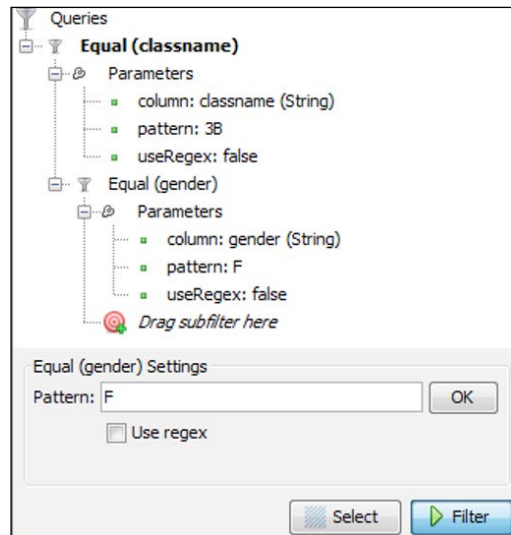 Queries
Equal (classname)
Parameters
column: classname (String)
pattern: 3B
useRegex: false
Equal (gender)
Parameters
column: gender (String)
pattern: F
useRegex: false
Drag subfilter here
Equal (gender) Settings
Pattern: F OK
Use regex
Select Filter